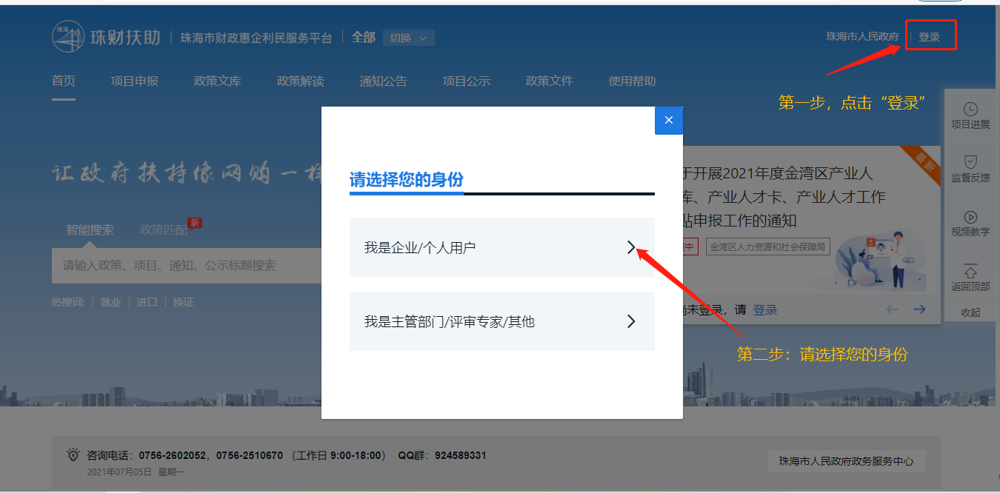 珠海
珠财扶助 | 珠海市财政惠企利民服务平台 | 全部 切换
珠海市人民政府 | 登录
首页 项目申报 政策文库 政策解读 通知公告 项目公示 政策文件 使用帮助
第一步，点击“登录”
项目进展
监督反馈
视频教学
返回顶部
收起
让政府扶持像网购一样
智能搜索 政策匹配 新
请输入政策、项目、通知、公示标题搜索
热搜词: | 就业 | 进口 | 换证
×
请选择您的身份
我是企业/个人用户
我是主管部门/评审专家/其他
最新
于开展2021年度金湾区产业人
库、产业人才卡、产业人才工作
贴申报工作的通知
中 金湾区人力资源和社会保障局
尚未登录，请 登录
第二步：请选择您的身份
咨询电话：0756-2602052，0756-2510670 （工作日 9:00-18:00） QQ群：924589331
2021年07月05日 星期一
珠海市人民政府政务服务中心